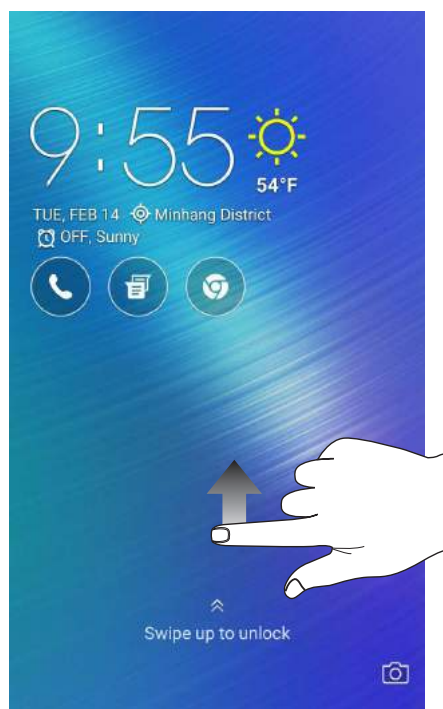 9:55
54°F
TUE, FEB 14 Minhang District
OFF, Sunny
Swipe up to unlock